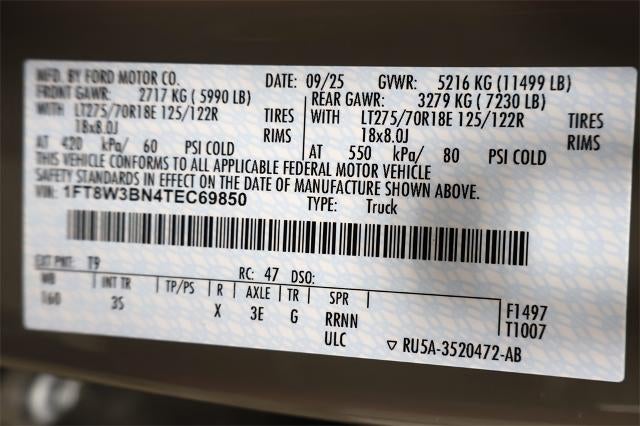 MFD. BY FORD MOTOR CO. DATE: 09/25 GVWR: 5216 KG (11499 LB)
FRONT GAWR: 2717 KG (5990 LB) REAR GAWR: 3279 KG (7230 LB)
WITH LT275/70R18E 125/122R TIRES WITH LT275/70R18E 125/122R TIRES
18x8.0J RIMS 18x8.0J RIMS
AT 420 kPa/ 60 PSI COLD AT 550 kPa/ 80 PSI COLD
THIS VEHICLE CONFORMS TO ALL APPLICABLE FEDERAL MOTOR VEHICLE
SAFETY STANDARDS IN EFFECT ON THE DATE OF MANUFACTURE SHOWN ABOVE.
VIN: 1FT8W3BN4TEC69850 TYPE: Truck
EXT PNT: T9 RC: 47 DSO:
WB INT TR TP/PS R AXLE TR SPR F1497
160 3S X 3E G RRNN T1007
ULC ▽ RU5A-3520472-AB